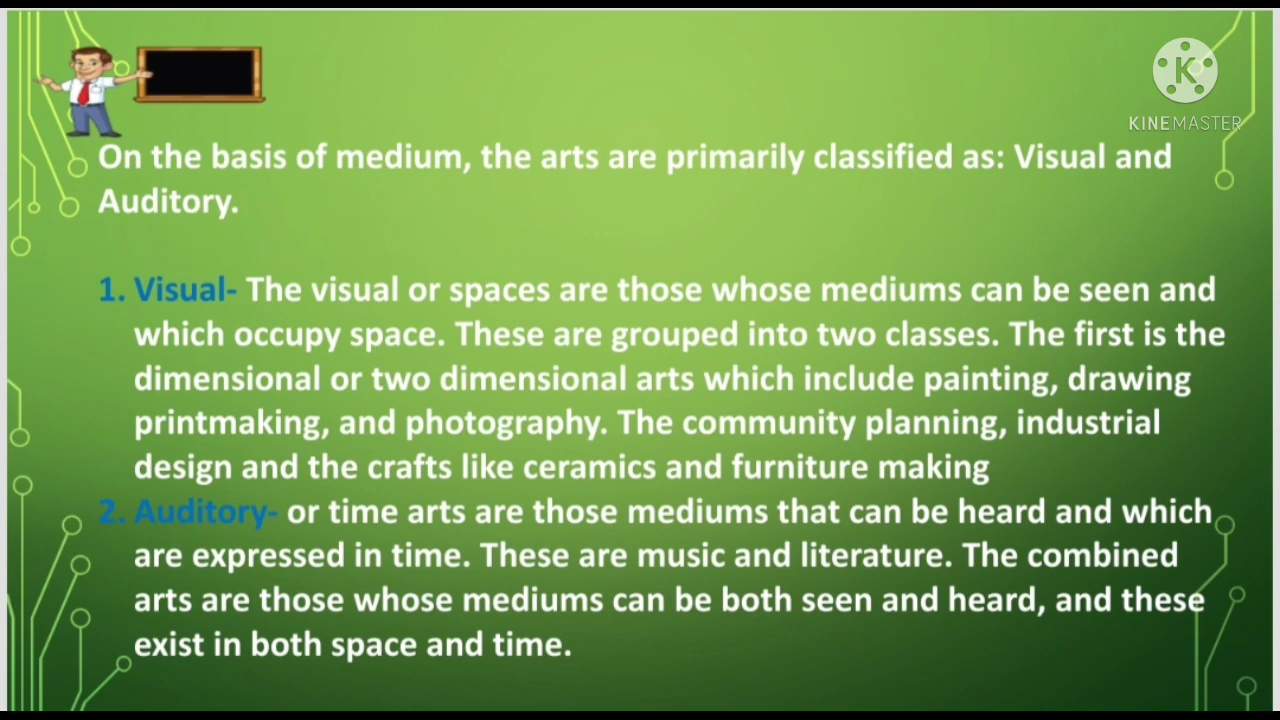 K
KINEMASTER
On the basis of medium, the arts are primarily classified as: Visual and
Auditory.
1. Visual- The visual or spaces are those whose mediums can be seen and
which occupy space. These are grouped into two classes. The first is the
dimensional or two dimensional arts which include painting, drawing
printmaking, and photography. The community planning, industrial
design and the crafts like ceramics and furniture making
2. Auditory- or time arts are those mediums that can be heard and which
are expressed in time. These are music and literature. The combined
arts are those whose mediums can be both seen and heard, and these
exist in both space and time.